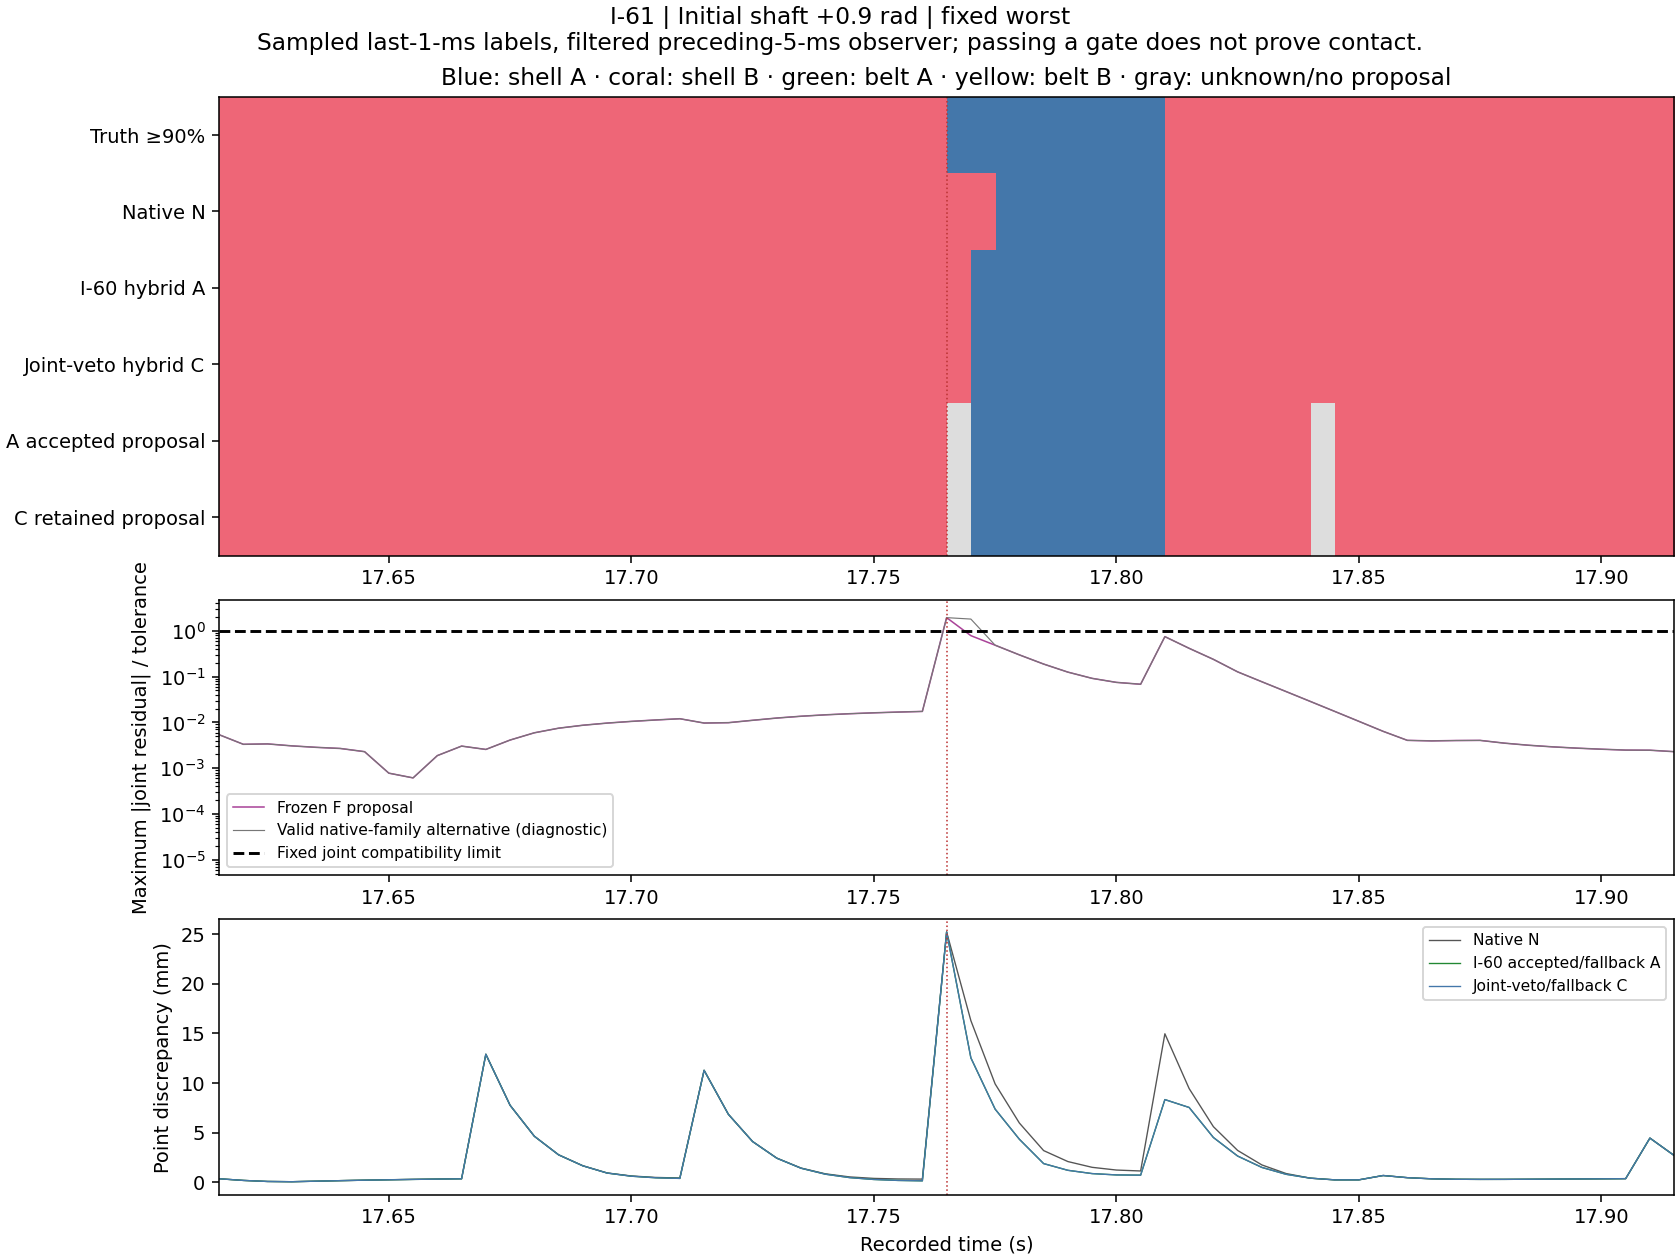 I-61 | Initial shaft +0.9 rad | fixed worst
Sampled last-1-ms labels, filtered preceding-5-ms observer; passing a gate does not prove contact.
Blue: shell A · coral: shell B · green: belt A · yellow: belt B · gray: unknown/no proposal
Truth ≥90%
Native N
I-60 hybrid A
Joint-veto hybrid C
A accepted proposal
C retained proposal
17.65 17.70 17.75 17.80 17.85 17.90
Maximum |joint residual| / tolerance
10⁰
10⁻¹
10⁻²
10⁻³
10⁻⁴
10⁻⁵
Frozen F proposal
Valid native-family alternative (diagnostic)
Fixed joint compatibility limit
17.65 17.70 17.75 17.80 17.85 17.90
Point discrepancy (mm)
25
20
15
10
5
0
Native N
I-60 accepted/fallback A
Joint-veto/fallback C
17.65 17.70 17.75 17.80 17.85 17.90
Recorded time (s)